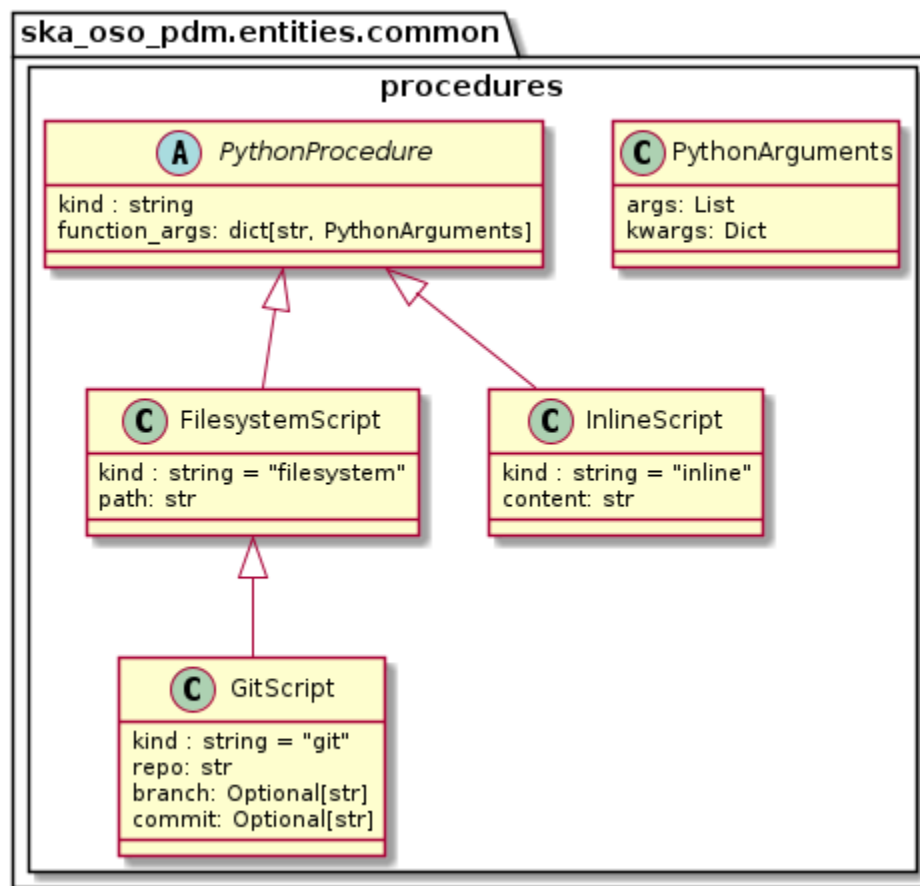 ska_oso_pdm.entities.common
procedures
A PythonProcedure
kind : string
function_args: dict[str, PythonArguments]
C PythonArguments
args: List
kwargs: Dict
C FilesystemScript
kind : string = "filesystem"
path: str
C InlineScript
kind : string = "inline"
content: str
C GitScript
kind : string = "git"
repo: str
branch: Optional[str]
commit: Optional[str]